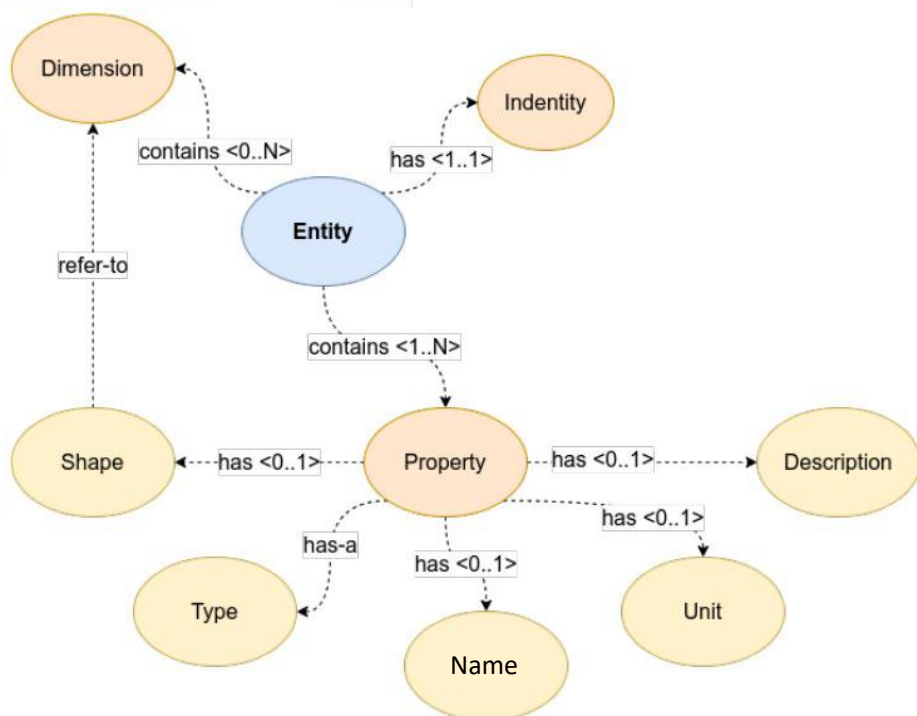 Dimension
Indentity
contains <0..N>
has <1..1>
Entity
refer-to
contains <1..N>
Shape
has <0..1>
Property
has <0..1>
Description
has <0..1>
has-a
has <0..1>
Type
Unit
Name